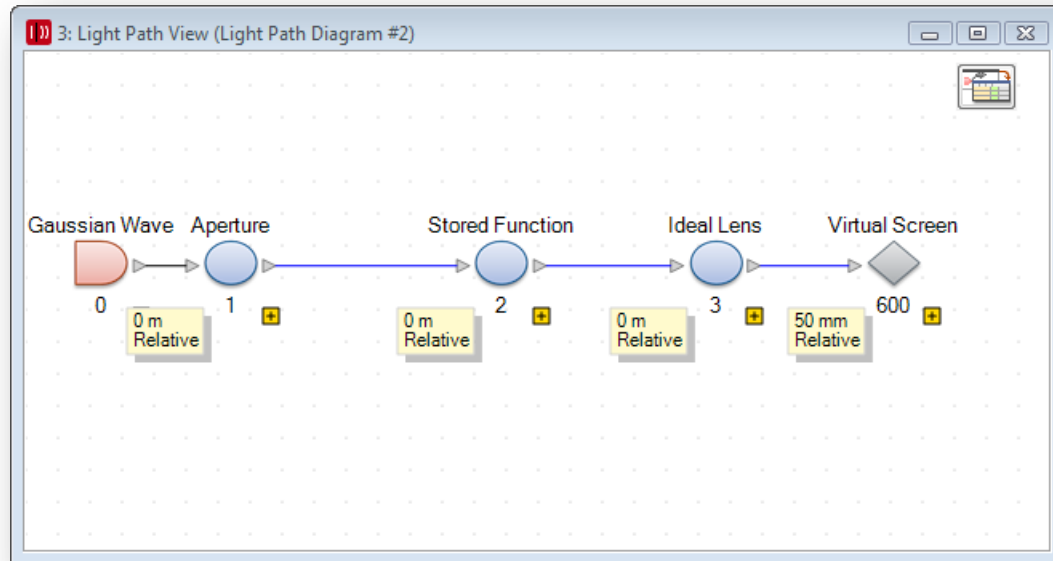 3: Light Path View (Light Path Diagram #2)
Gaussian Wave Aperture Stored Function Ideal Lens Virtual Screen
0 1 2 3 600
0 m 0 m 0 m 50 mm
Relative Relative Relative Relative